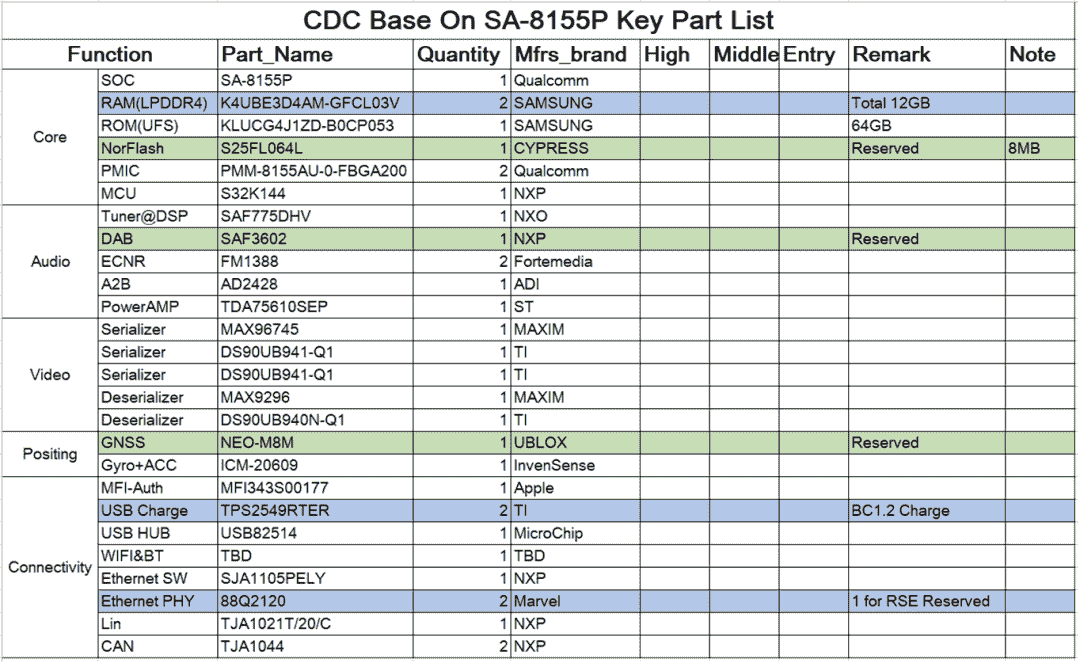 CDC Base On SA-8155P Key Part List
Function Part_Name Quantity Mfrs_brand High Middle Entry Remark Note
Core
SOC SA-8155P 1 Qualcomm
RAM(LPDDR4) K4UBE3D4AM-GFCL03V 2 SAMSUNG Total 12GB
ROM(UFS) KLUCG4J1ZD-B0CP053 1 SAMSUNG 64GB
NorFlash S25FL064L 1 CYPRESS Reserved 8MB
PMIC PMM-8155AU-0-FBGA200 2 Qualcomm
MCU S32K144 1 NXP
Audio
Tuner@DSP SAF775DHV 1 NXO
DAB SAF3602 1 NXP Reserved
ECNR FM1388 2 Fortemedia
A2B AD2428 1 ADI
PowerAMP TDA75610SEP 1 ST
Video
Serializer MAX96745 1 MAXIM
Serializer DS90UB941-Q1 1 TI
Serializer DS90UB941-Q1 1 TI
Deserializer MAX9296 1 MAXIM
Deserializer DS90UB940N-Q1 1 TI
Positing
GNSS NEO-M8M 1 UBLOX Reserved
Gyro+ACC ICM-20609 1 InvenSense
Connectivity
MFI-Auth MFI343S00177 1 Apple
USB Charge TPS2549RTER 2 TI BC1.2 Charge
USB HUB USB82514 1 MicroChip
WIFI&BT TBD 1 TBD
Ethernet SW SJA1105PELY 1 NXP
Ethernet PHY 88Q2120 2 Marvel 1 for RSE Reserved
Lin TJA1021T/20/C 1 NXP
CAN TJA1044 2 NXP